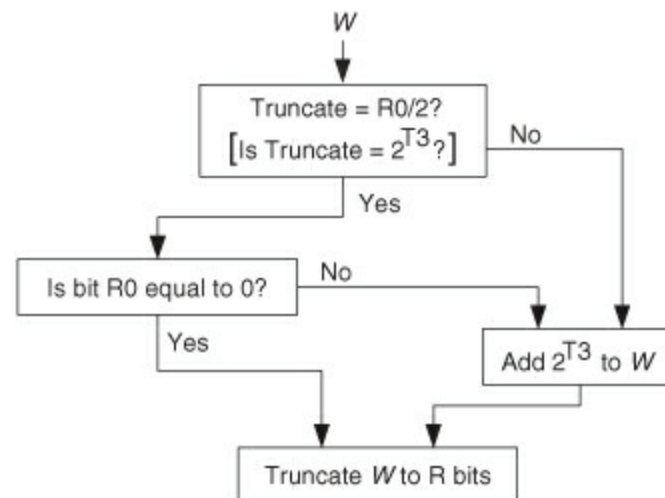 W
Truncate = R0/2?
[Is Truncate = 2^T3?]
No
Yes
Is bit R0 equal to 0?
No
Yes
Add 2^T3 to W
Truncate W to R bits